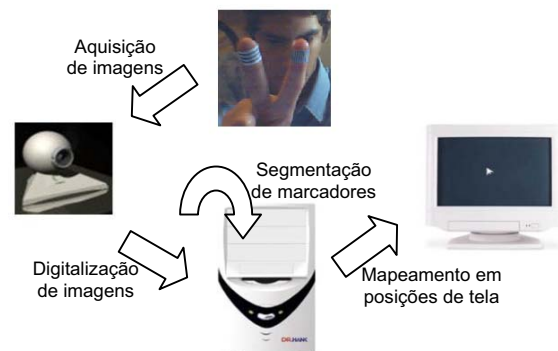 Aquisição
de imagens
Segmentação
de marcadores
Digitalização
de imagens
Mapeamento em
posições de tela